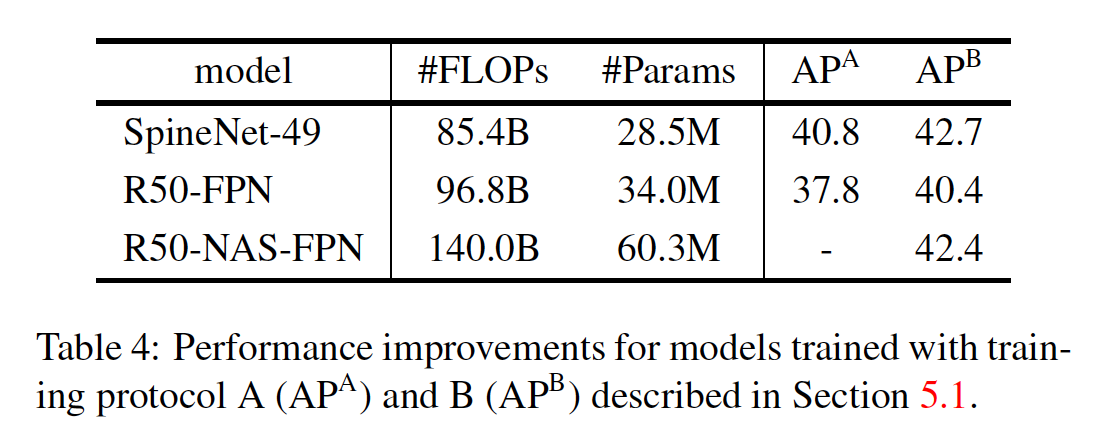 model #FLOPs #Params AP^A AP^B
SpineNet-49 85.4B 28.5M 40.8 42.7
R50-FPN 96.8B 34.0M 37.8 40.4
R50-NAS-FPN 140.0B 60.3M - 42.4
Table 4: Performance improvements for models trained with train-
ing protocol A (AP^A) and B (AP^B) described in Section 5.1.